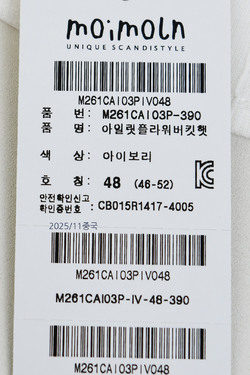 moimoln
UNIQUE SCANDISTYLE
M261CAI03PIV048
품 번: M261CAI03P-390
품 명: 아일렛플라워버킷햇
색 상: 아이보리
호 칭: 48 (46-52)
안전확인신고
확인증번호 : CB015R1417-4005
2025/11중국
M261CAI03PIV048
M261CAI03P-IV-48-390
M261CAI03PIV048